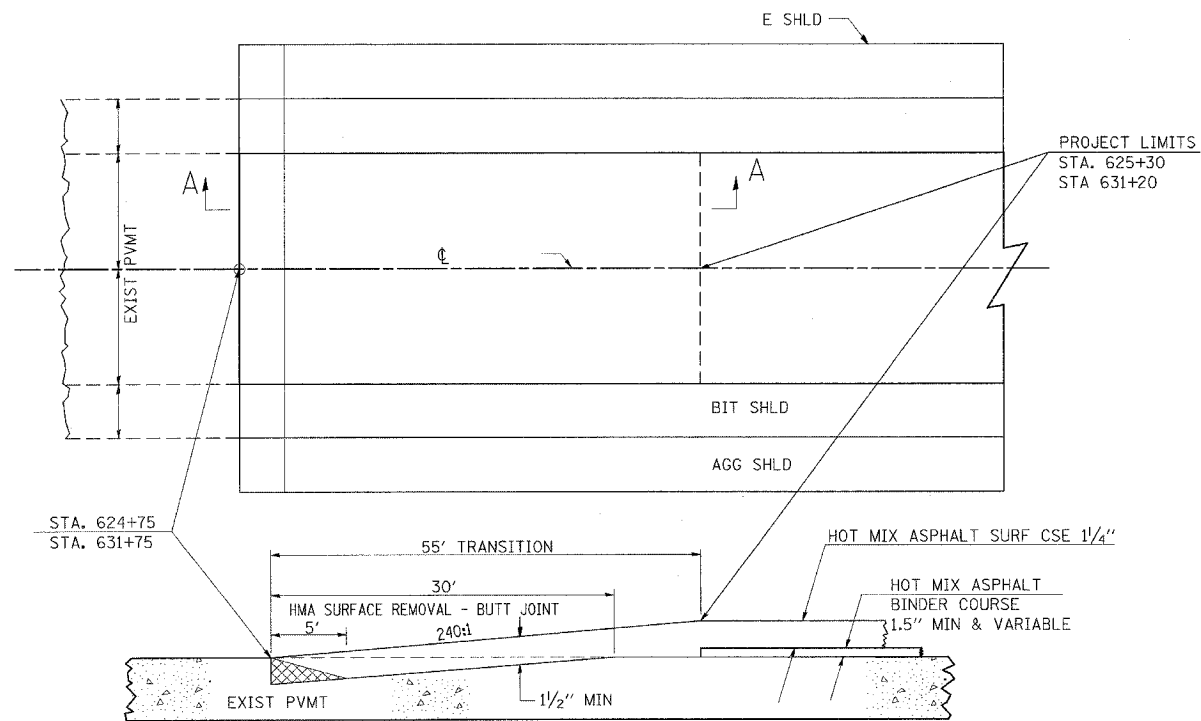 E SHLD
PROJECT LIMITS
STA. 625+30
STA 631+20
A
A
℄
EXIST PVMT
BIT SHLD
AGG SHLD
STA. 624+75
STA. 631+75
55' TRANSITION
HOT MIX ASPHALT SURF CSE 1¼"
30'
HMA SURFACE REMOVAL - BUTT JOINT
HOT MIX ASPHALT
BINDER COURSE
1.5" MIN & VARIABLE
5'
240:1
EXIST PVMT
1½" MIN